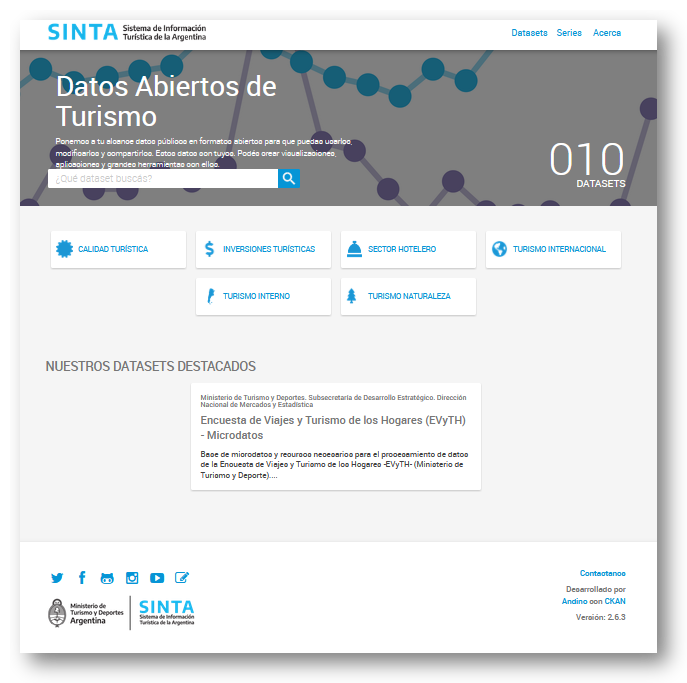 SINTA Sistema de Información
Turística de la Argentina
Datasets Series Acerca
Datos Abiertos de
Turismo
Ponemos a tu alcance datos públicos en formatos abiertos para que puedas usarlos,
modificarlos y compartirlos. Estos datos son tuyos. Podés crear visualizaciones,
aplicaciones y grandes herramientas con ellos.
¿Qué dataset buscás?
010
DATASETS
CALIDAD TURÍSTICA
INVERSIONES TURÍSTICAS
SECTOR HOTELERO
TURISMO INTERNACIONAL
TURISMO INTERNO
TURISMO NATURALEZA
NUESTROS DATASETS DESTACADOS
Ministerio de Turismo y Deportes. Subsecretaría de Desarrollo Estratégico. Dirección
Nacional de Mercados y Estadística
Encuesta de Viajes y Turismo de los Hogares (EVyTH)
- Microdatos
Base de microdatos y recursos necesarios para el procesamiento de datos
de la Encuesta de Viajes y Turismo de los Hogares -EVyTH- (Ministerio de
Turismo y Deporte)....
Contactanos
Desarrollado por
Andino con CKAN
Versión: 2.6.3
Ministerio de
Turismo y Deportes
Argentina
SINTA
Sistema de Información
Turística de la Argentina